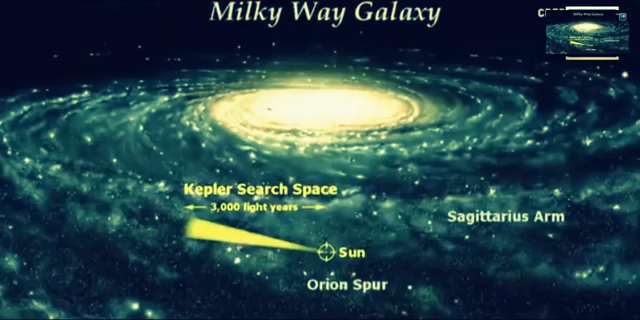 Milky Way Galaxy
Kepler Search Space
3,000 light years
Sagittarius Arm
Sun
Orion Spur